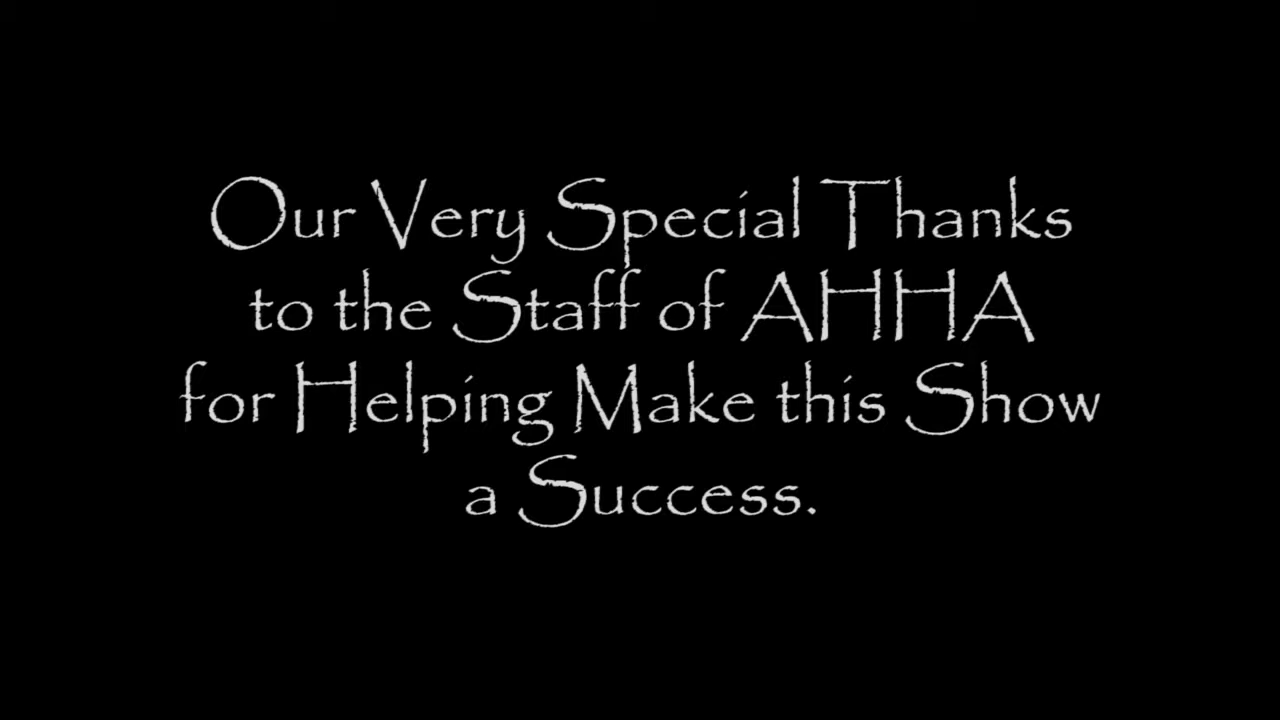 Our Very Special Thanks
to the Staff of AHHA
for Helping Make this Show
a Success.